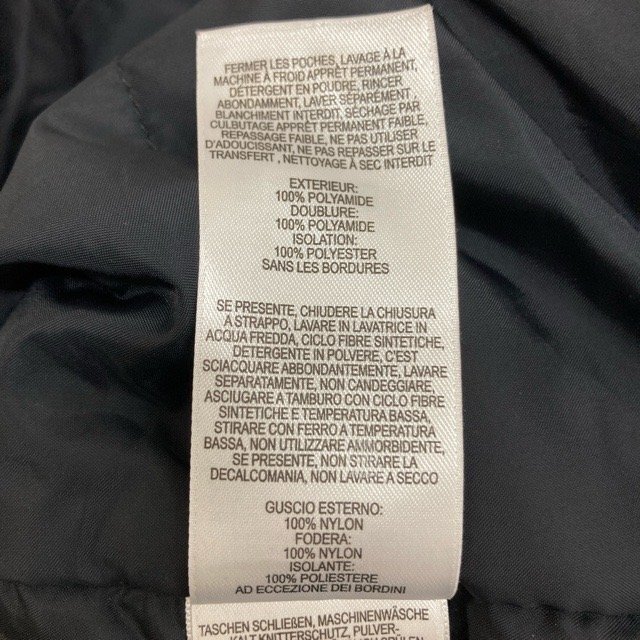 FERMER LES POCHES, LAVAGE À LA
MACHINE À FROID APPRÊT PERMANENT,
DÉTERGENT EN POUDRE, RINCER
ABONDAMMENT, LAVER SÉPARÉMENT,
BLANCHIMENT INTERDIT, SÉCHAGE PAR
CULBUTAGE APPRÊT PERMANENT FAIBLE,
REPASSAGE FAIBLE, NE PAS UTILISER
D'ADOUCISSANT, NE PAS REPASSER SUR LE
TRANSFERT , NETTOYAGE À SEC INTERDIT
EXTERIEUR:
100% POLYAMIDE
DOUBLURE:
100% POLYAMIDE
ISOLATION:
100% POLYESTER
SANS LES BORDURES
SE PRESENTE, CHIUDERE LA CHIUSURA
A STRAPPO, LAVARE IN LAVATRICE IN
ACQUA FREDDA, CICLO FIBRE SINTETICHE,
DETERGENTE IN POLVERE, C'EST
SCIACQUARE ABBONDANTEMENTE, LAVARE
SEPARATAMENTE, NON CANDEGGIARE,
ASCIUGARE A TAMBURO CON CICLO FIBRE
SINTETICHE E TEMPERATURA BASSA,
STIRARE CON FERRO A TEMPERATURA
BASSA, NON UTILIZZARE AMMORBIDENTE,
SE PRESENTE, NON STIRARE LA
DECALCOMANIA, NON LAVARE A SECCO
GUSCIO ESTERNO:
100% NYLON
FODERA:
100% NYLON
ISOLANTE:
100% POLIESTERE
AD ECCEZIONE DEI BORDINI
TASCHEN SCHLIEßEN, MASCHINENWÄSCHE
KALT KNITTERSCHUTZ, PULVER-